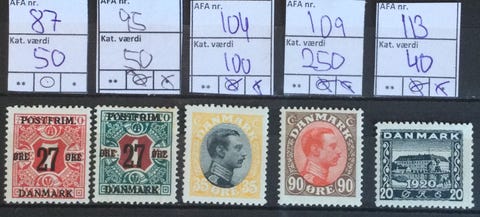 AFA nr.
87
Kat. værdi
50
** *
AFA nr.
95
Kat. værdi
50
**
AFA nr.
104
Kat. værdi
100
**
AFA nr.
109
Kat. værdi
250
**
AFA nr.
113
Kat. værdi
40
**
POSTFRIM.
ØRE 27 ØRE
DANMARK
POSTFRIM.
ØRE 27 ØRE
DANMARK
DANMARK
35 ØRE 35
DANMARK
90 ØRE 90
DANMARK
1920
20 ØRE 20